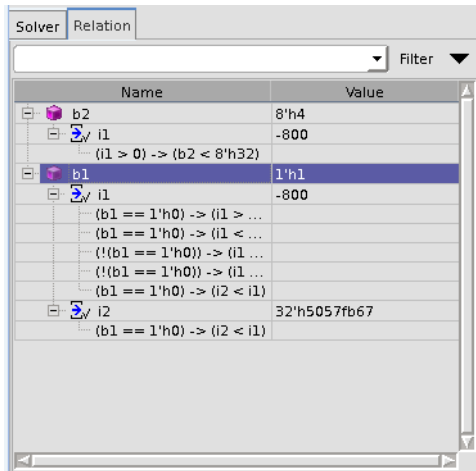 Solver Relation
Filter
Name Value
b2 8'h4
i1 -800
(i1 > 0) -> (b2 < 8'h32)
b1 1'h1
i1 -800
(b1 == 1'h0) -> (i1 > ...
(b1 == 1'h0) -> (i1 < ...
(!(b1 == 1'h0)) -> (i1 ...
(!(b1 == 1'h0)) -> (i1 ...
(b1 == 1'h0) -> (i2 < i1)
i2 32'h5057fb67
(b1 == 1'h0) -> (i2 < i1)